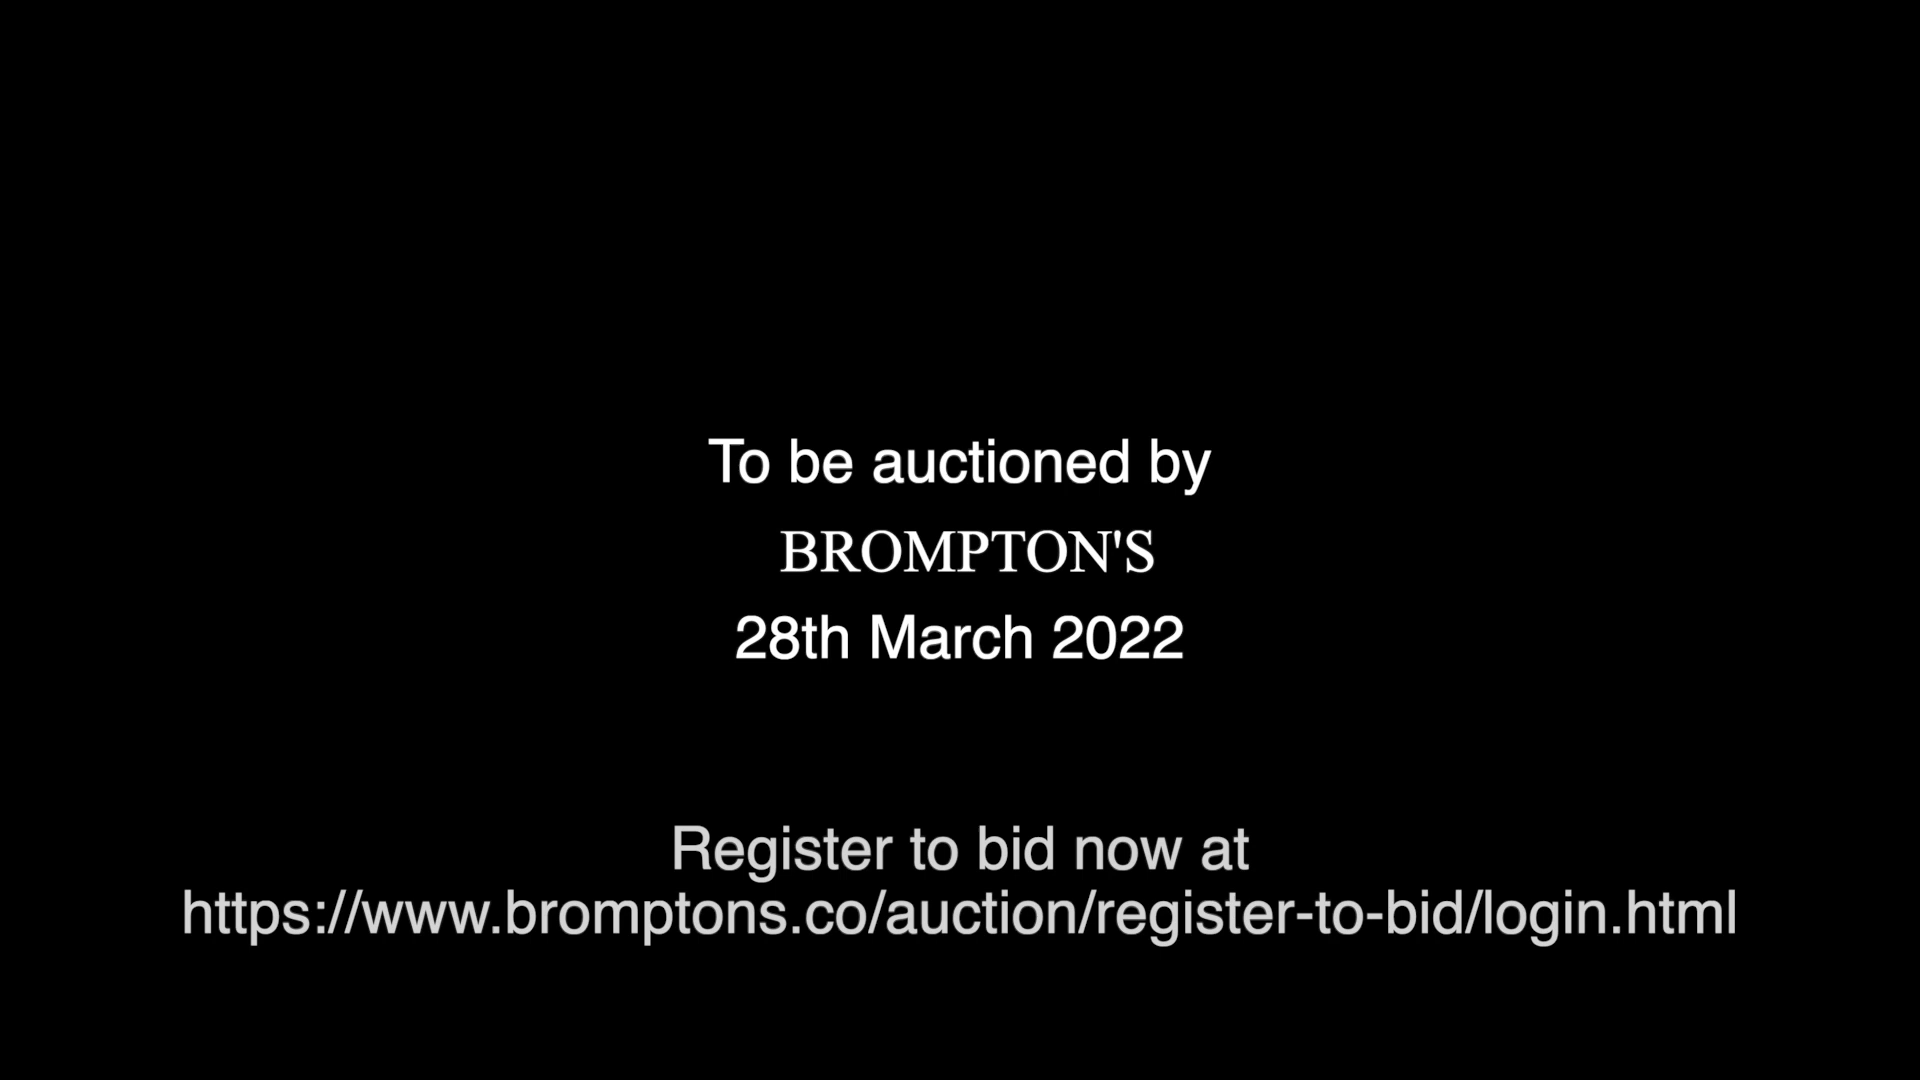 To be auctioned by
BROMPTON'S
28th March 2022
Register to bid now at
https://www.bromptons.co/auction/register-to-bid/login.html